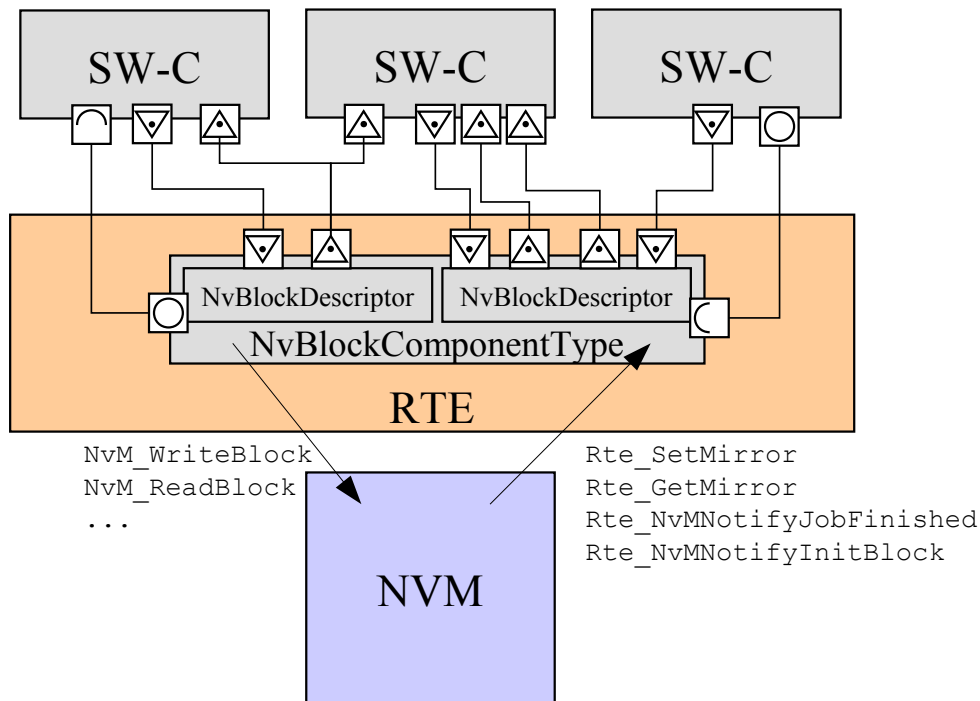 SW-C
SW-C
SW-C
NvBlockDescriptor
NvBlockDescriptor
NvBlockComponentType
RTE
NvM_WriteBlock
NvM_ReadBlock
...
Rte_SetMirror
Rte_GetMirror
Rte_NvMNotifyJobFinished
Rte_NvMNotifyInitBlock
NVM